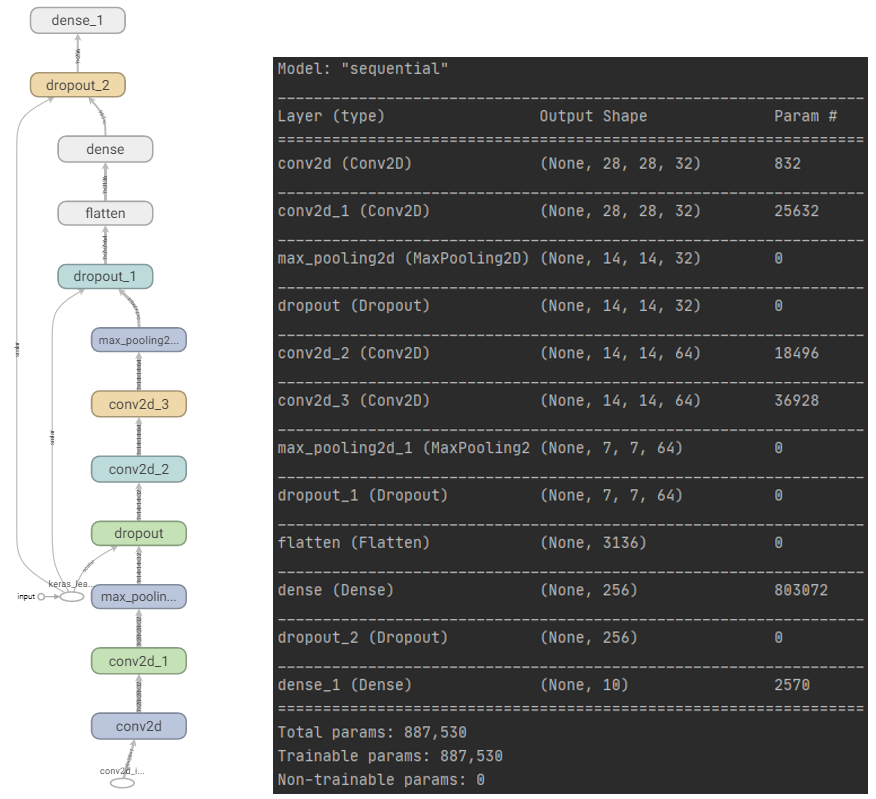 dense_1
dropout_2
dense
flatten
dropout_1
max_pooling2...
conv2d_3
conv2d_2
dropout
keras_lea...
input
max_poolin...
conv2d_1
conv2d
conv2d_i...
scalar
scalar
scalar
Model: "sequential"
Layer (type) Output Shape Param #
conv2d (Conv2D) (None, 28, 28, 32) 832
conv2d_1 (Conv2D) (None, 28, 28, 32) 25632
max_pooling2d (MaxPooling2D) (None, 14, 14, 32) 0
dropout (Dropout) (None, 14, 14, 32) 0
conv2d_2 (Conv2D) (None, 14, 14, 64) 18496
conv2d_3 (Conv2D) (None, 14, 14, 64) 36928
max_pooling2d_1 (MaxPooling2 (None, 7, 7, 64) 0
dropout_1 (Dropout) (None, 7, 7, 64) 0
flatten (Flatten) (None, 3136) 0
dense (Dense) (None, 256) 803072
dropout_2 (Dropout) (None, 256) 0
dense_1 (Dense) (None, 10) 2570
Total params: 887,530
Trainable params: 887,530
Non-trainable params: 0